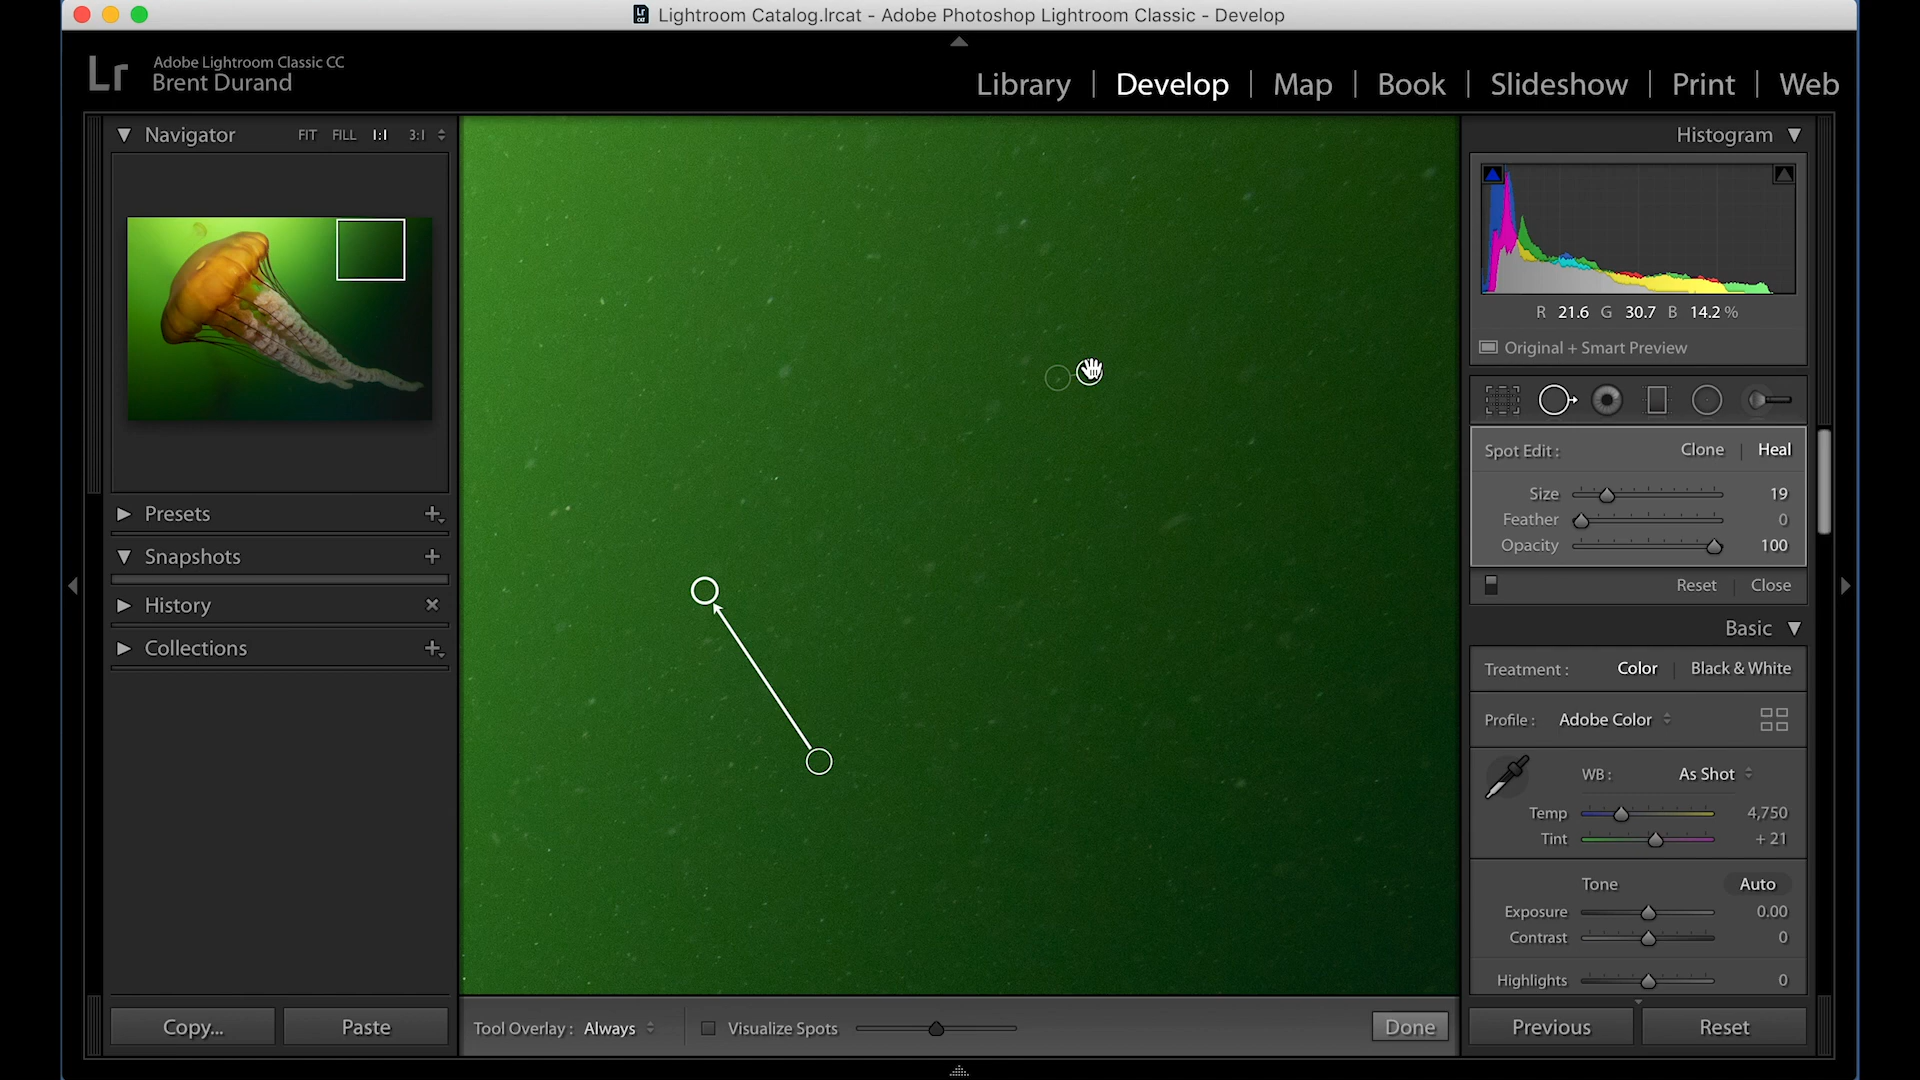 Lightroom Catalog.lrcat - Adobe Photoshop Lightroom Classic - Develop
Lr
Adobe Lightroom Classic CC
Brent Durand
Library | Develop | Map | Book | Slideshow | Print | Web
Navigator FIT FILL 1:1 3:1
Histogram
R 21.6 G 30.7 B 14.2 %
Original + Smart Preview
Spot Edit : Clone | Heal
Size 19
Feather 0
Opacity 100
Reset | Close
Presets
Snapshots
History
Collections
Basic
Treatment : Color | Black & White
Profile : Adobe Color
WB : As Shot
Temp 4,750
Tint + 21
Tone Auto
Exposure 0.00
Contrast 0
Highlights 0
Copy... Paste
Tool Overlay : Always Visualize Spots Done
Previous Reset